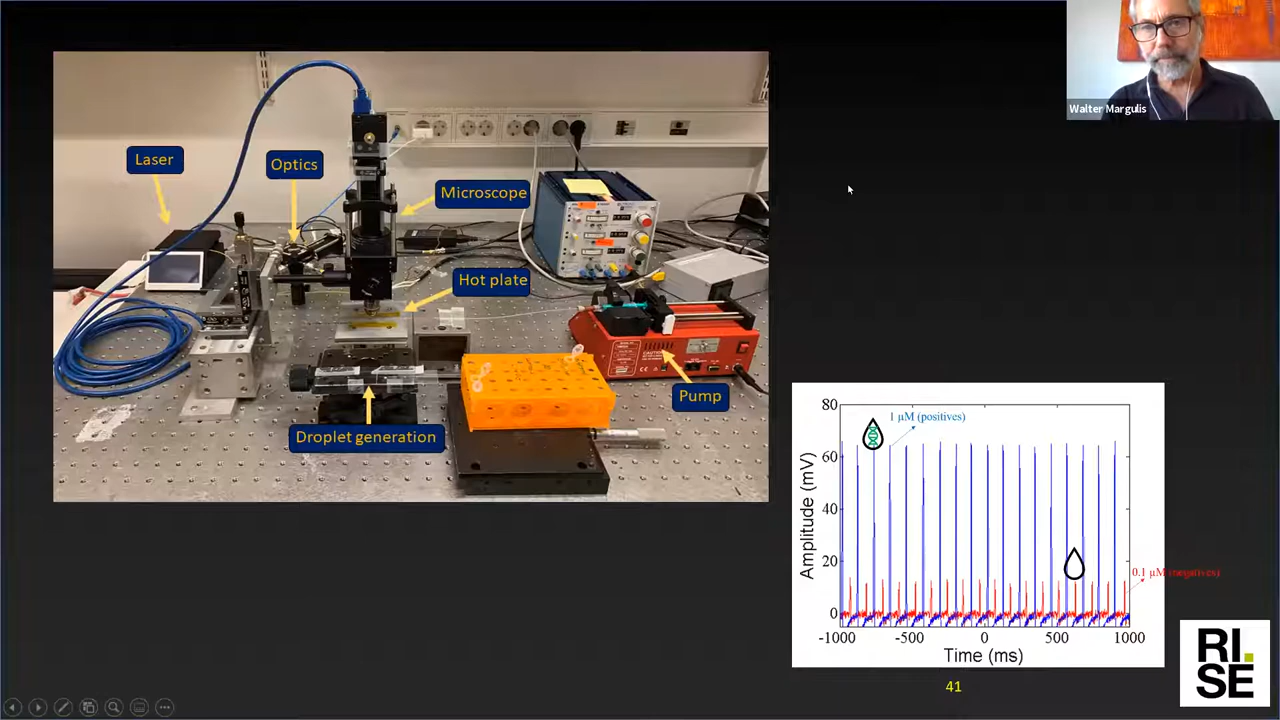 Walter Margulis
Laser
Optics
Microscope
Hot plate
Pump
Droplet generation
80
60
40
20
0
Amplitude (mV)
1 µM (positives)
0.1 µM (negatives)
-1000
-500
0
500
1000
Time (ms)
41
RI.
SE